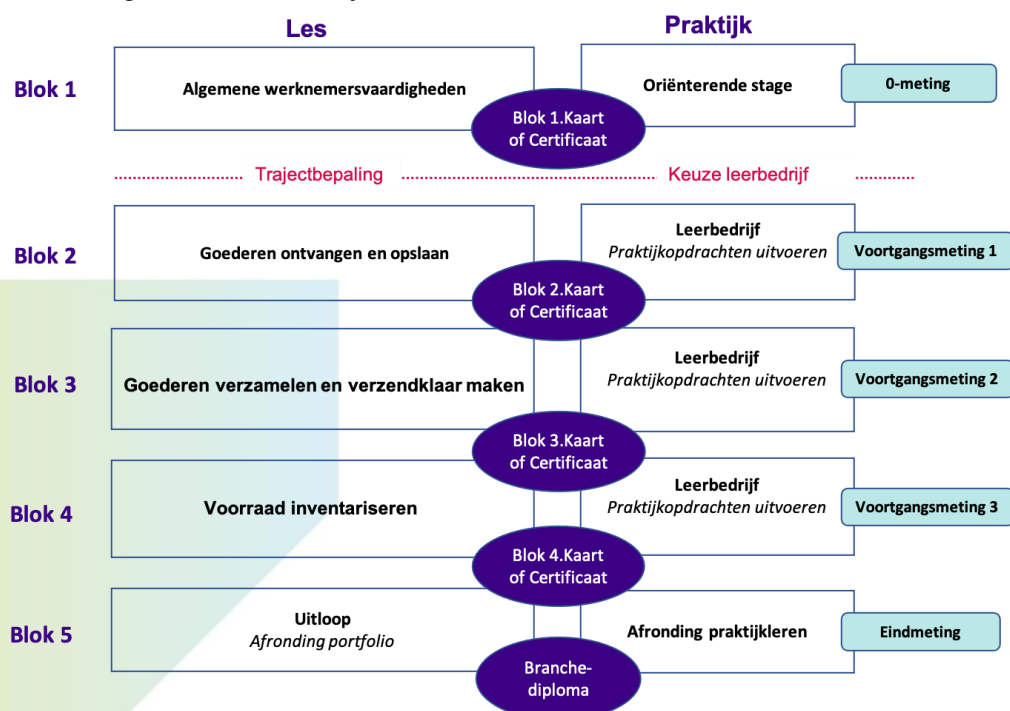 Les
Praktijk
Blok 1
Algemene werknemersvaardigheden
Oriënterende stage
0-meting
Blok 1.Kaart
of Certificaat
Trajectbepaling
Keuze leerbedrijf
Blok 2
Goederen ontvangen en opslaan
Leerbedrijf
Praktijkopdrachten uitvoeren
Voortgangsmeting 1
Blok 2.Kaart
of Certificaat
Blok 3
Goederen verzamelen en verzendklaar maken
Leerbedrijf
Praktijkopdrachten uitvoeren
Voortgangsmeting 2
Blok 3.Kaart
of Certificaat
Blok 4
Voorraad inventariseren
Leerbedrijf
Praktijkopdrachten uitvoeren
Voortgangsmeting 3
Blok 4.Kaart
of Certificaat
Blok 5
Uitloop
Afronding portfolio
Afronding praktijkleren
Eindmeting
Branche-
diploma